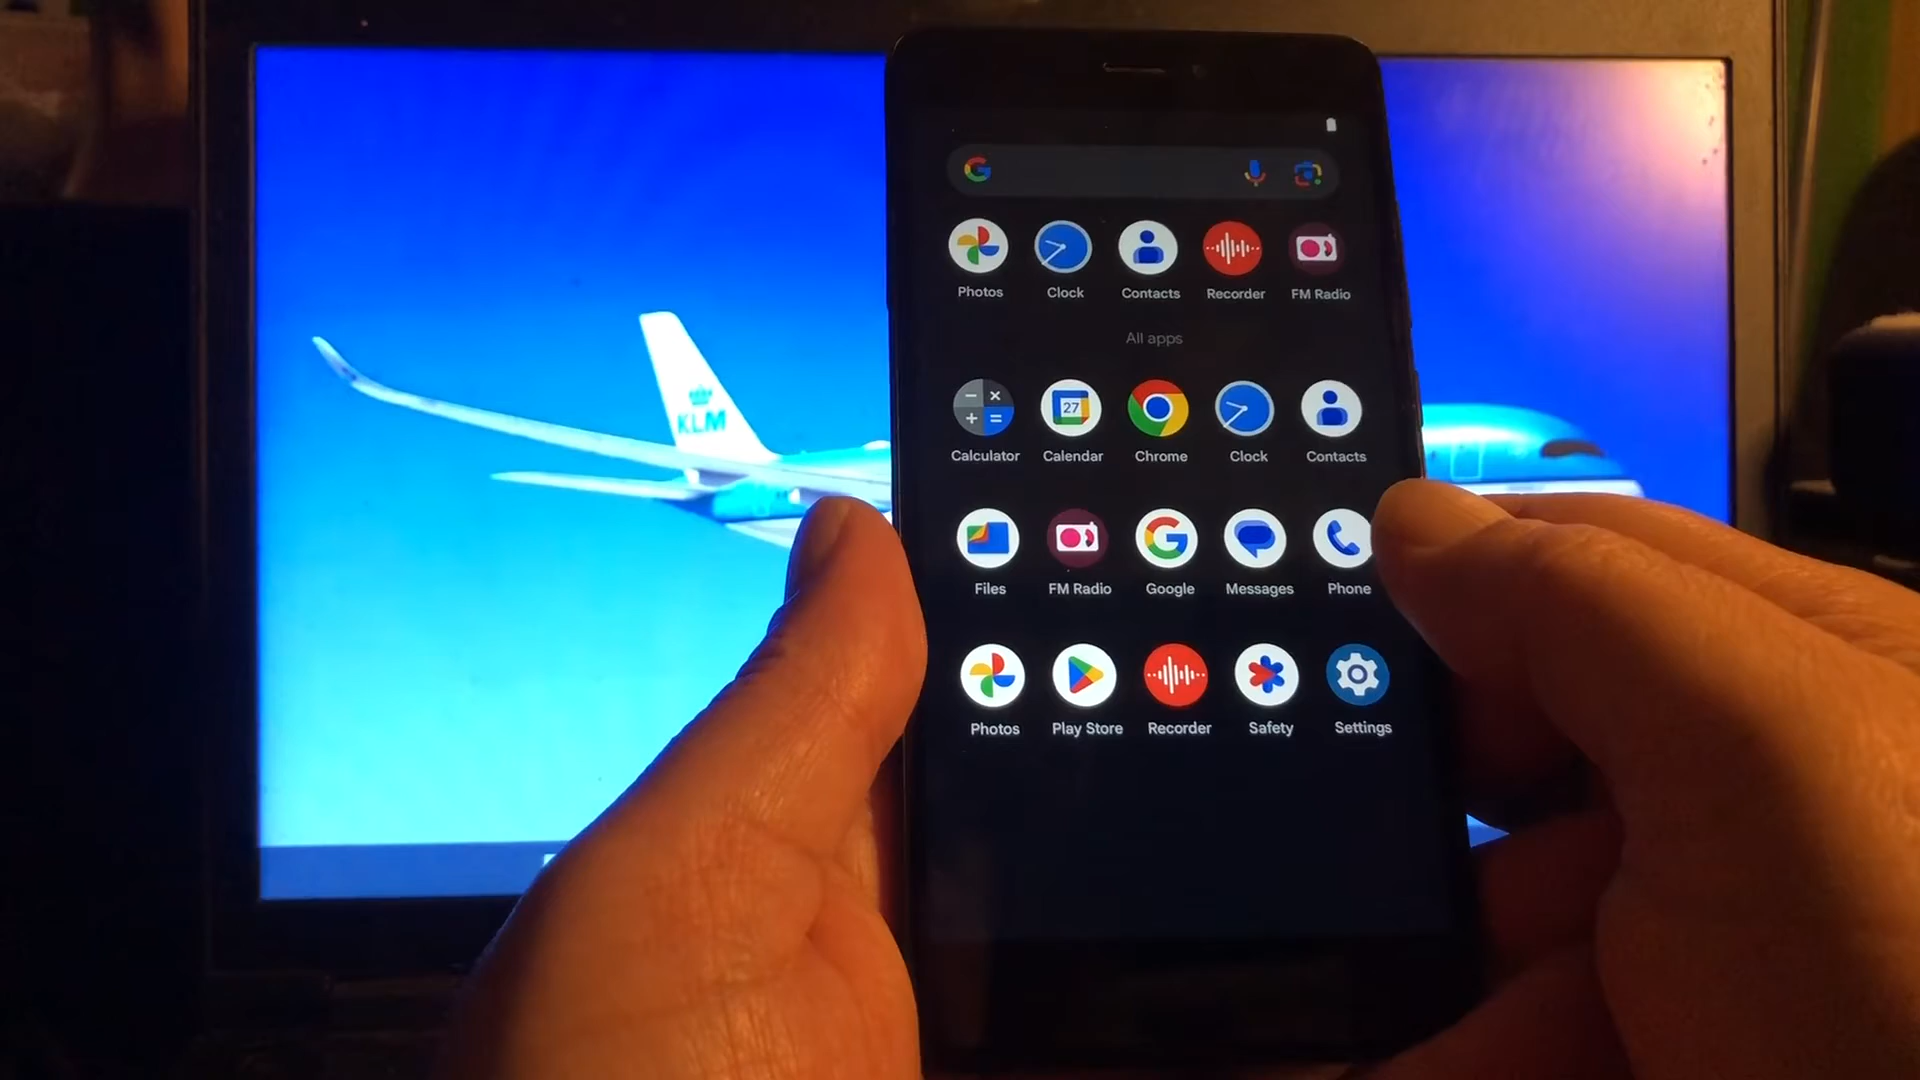 KLM
Photos Clock Contacts Recorder FM Radio
All apps
Calculator Calendar Chrome Clock Contacts
27
Files FM Radio Google Messages Phone
Photos Play Store Recorder Safety Settings